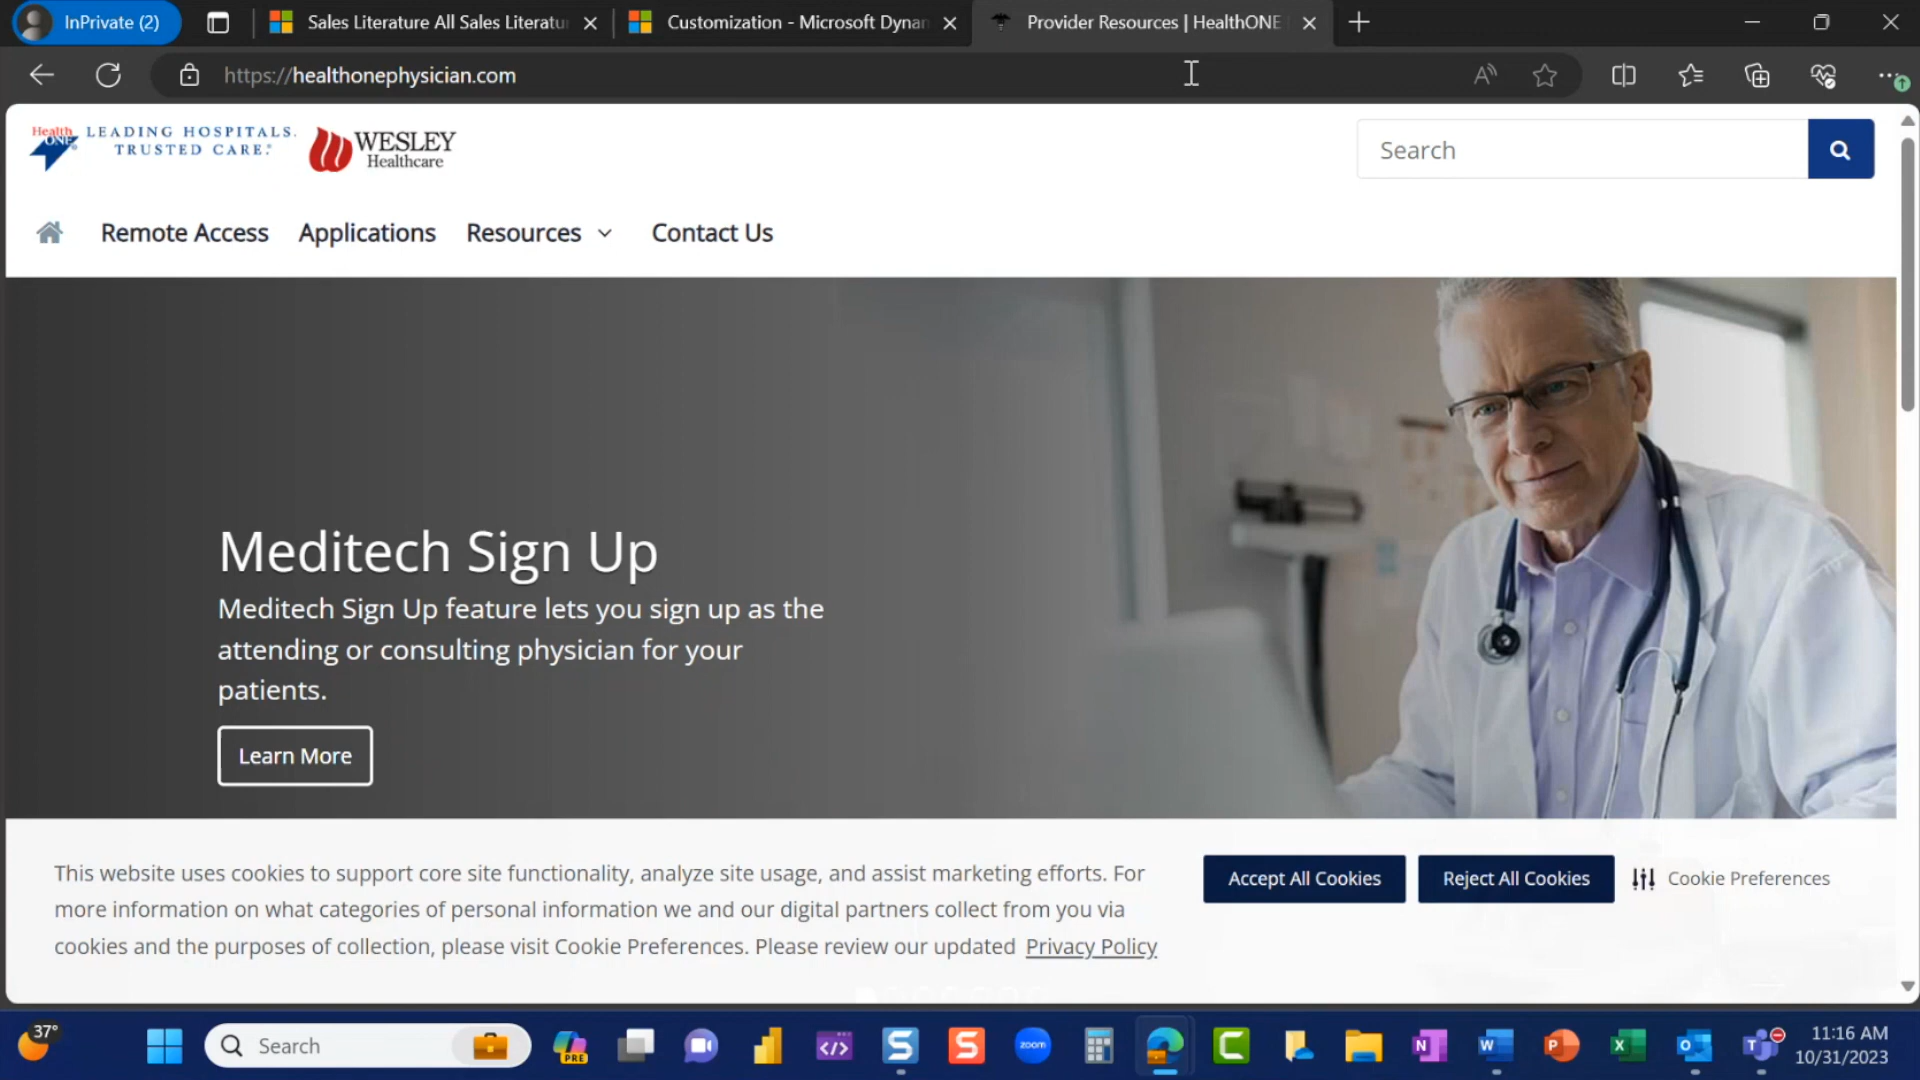 InPrivate (2)
Sales Literature All Sales Literatu
Customization - Microsoft Dynan
Provider Resources | HealthONE
https://healthonephysician.com
Health ONE
LEADING HOSPITALS.
TRUSTED CARE.
WESLEY
Healthcare
Search
Remote Access
Applications
Resources
Contact Us
Meditech Sign Up
Meditech Sign Up feature lets you sign up as the
attending or consulting physician for your
patients.
Learn More
This website uses cookies to support core site functionality, analyze site usage, and assist marketing efforts. For
more information on what categories of personal information we and our digital partners collect from you via
cookies and the purposes of collection, please visit Cookie Preferences. Please review our updated Privacy Policy
Accept All Cookies
Reject All Cookies
Cookie Preferences
37°
Search
PRE
zoom
11:16 AM
10/31/2023